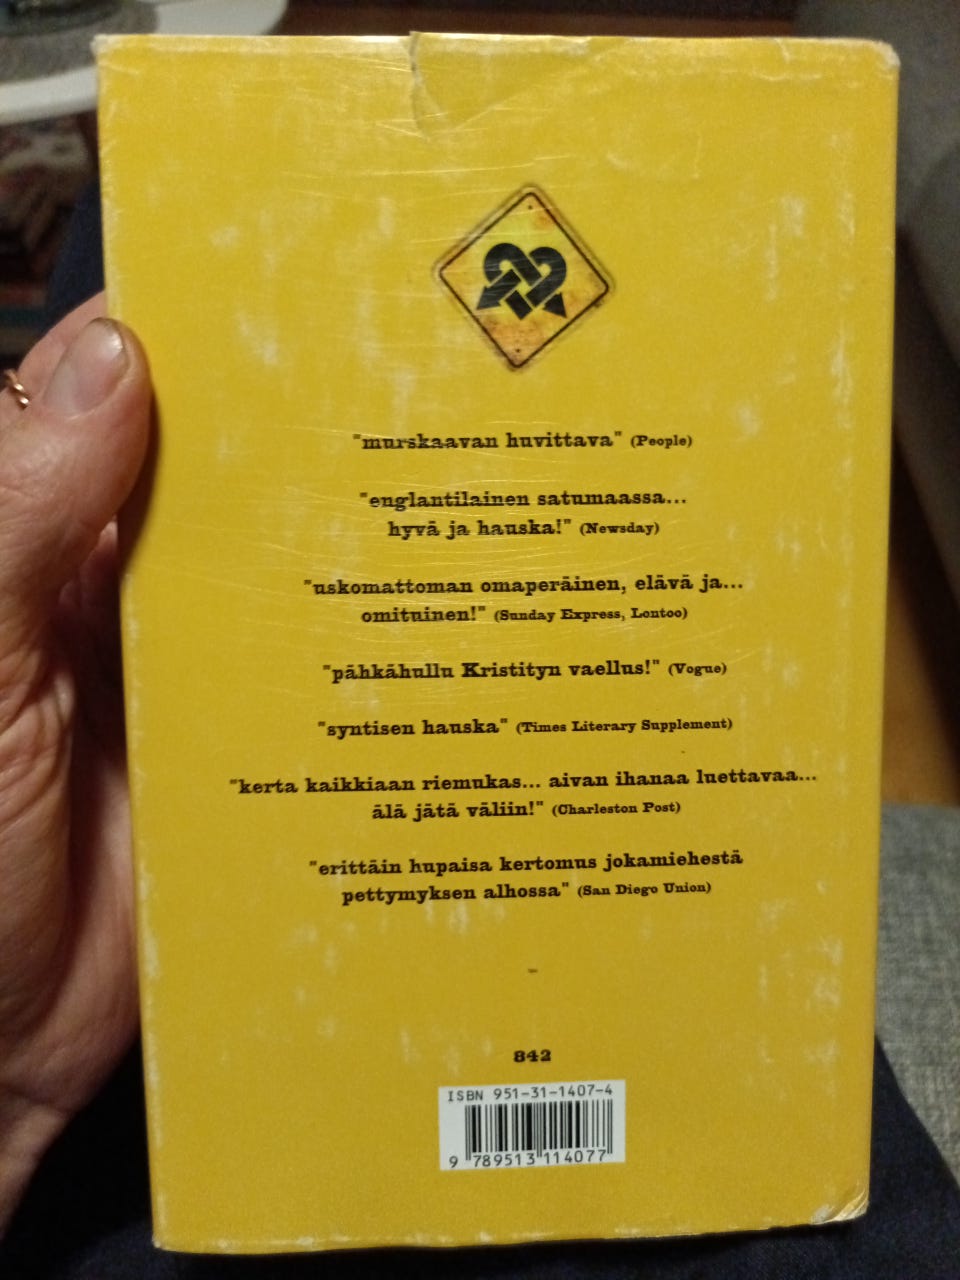 "murskaavan huvittava" (People)
"englantilainen satumaassa...
hyvä ja hauska!" (Newsday)
"uskomattoman omaperäinen, elävä ja...
omituinen!" (Sunday Express, Lontoo)
"pähkähullu Kristityn vaellus!" (Vogue)
"syntisen hauska" (Times Literary Supplement)
"kerta kaikkiaan riemukas... aivan ihanaa luettavaa...
älä jätä väliin!" (Charleston Post)
"erittäin hupaisa kertomus jokamiehestä
pettymyksen alhossa" (San Diego Union)
842
ISBN 951-31-1407-4
9 789513 114077